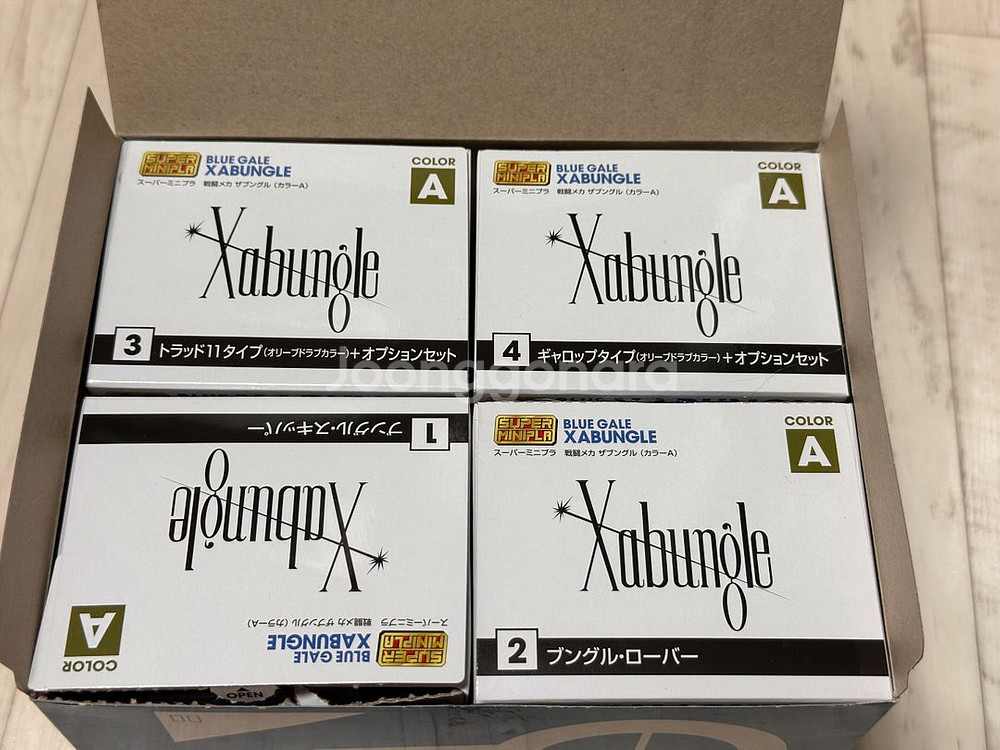 SUPER MINIPLA
BLUE GALE
XABUNGLE
COLOR
A
スーパーミニプラ 戦闘メカ ザブングル（カラーA）
Xabungle
3 トラッド11タイプ（オリーブドラブカラー）＋オプションセット
SUPER MINIPLA
BLUE GALE
XABUNGLE
COLOR
A
スーパーミニプラ 戦闘メカ ザブングル（カラーA）
Xabungle
4 ギャロップタイプ（オリーブドラブカラー）＋オプションセット
Joonggonara
SUPER MINIPLA
BLUE GALE
XABUNGLE
COLOR
A
スーパーミニプラ 戦闘メカ ザブングル（カラーA）
Xabungle
1 ブングル・スキッパー
SUPER MINIPLA
BLUE GALE
XABUNGLE
COLOR
A
スーパーミニプラ 戦闘メカ ザブングル（カラーA）
Xabungle
2 ブングル・ローバー
OPEN